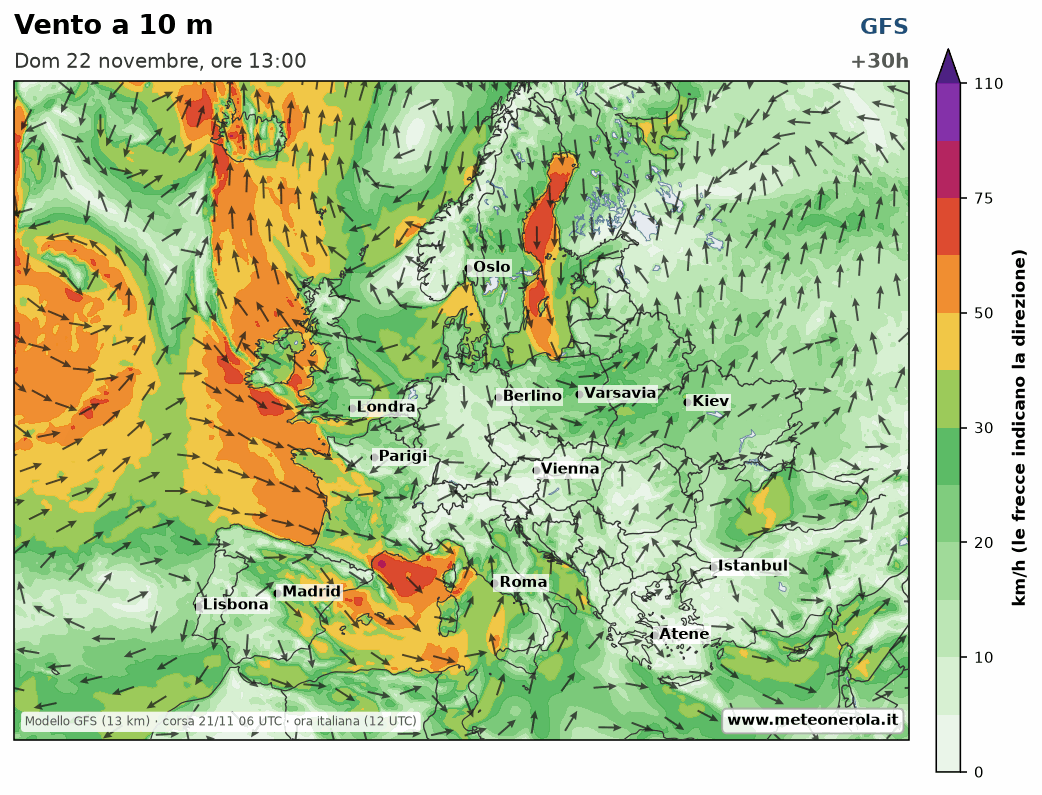 Vento a 10 m
GFS
Dom 22 novembre, ore 13:00
+30h
110
75
50
30
20
10
0
km/h (le frecce indicano la direzione)
Oslo
Londra
Berlino
Varsavia
Kiev
Parigi
Vienna
Istanbul
Roma
Madrid
Lisbona
Atene
Modello GFS (13 km) · corsa 21/11 06 UTC · ora italiana (12 UTC)
www.meteonerola.it